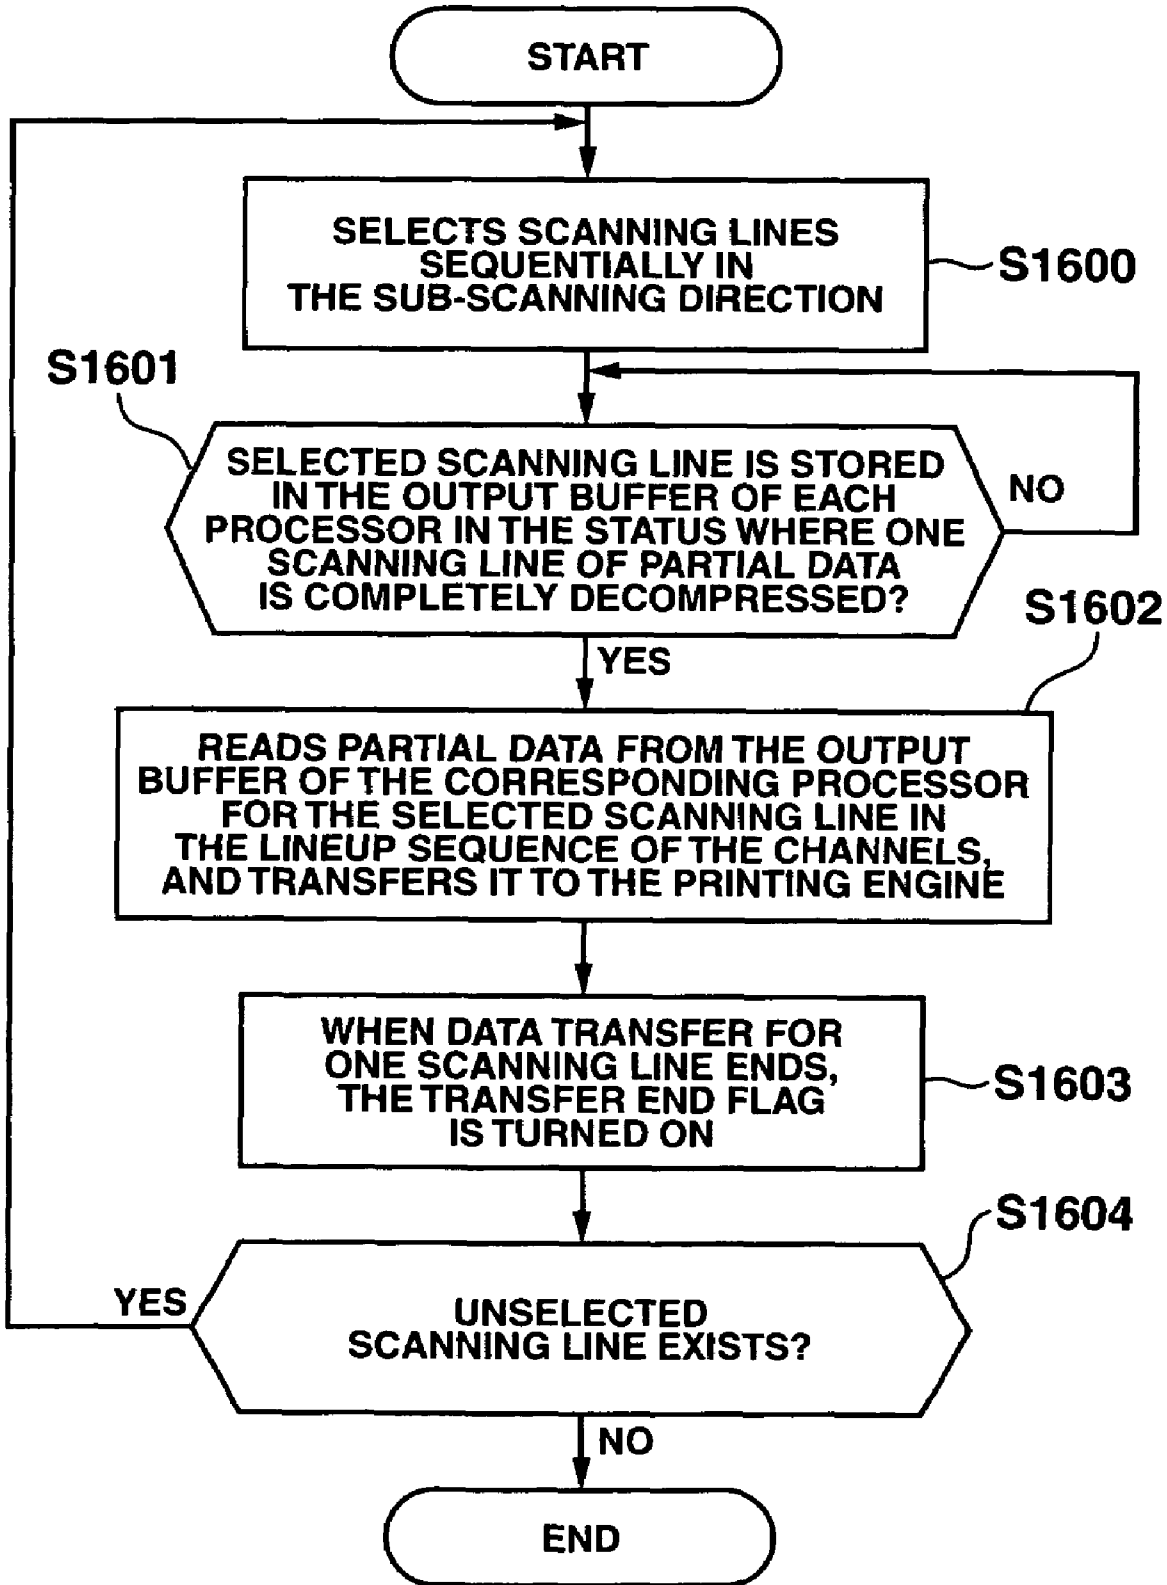 START
SELECTS SCANNING LINES
SEQUENTIALLY IN
THE SUB-SCANNING DIRECTION
S1600
S1601
SELECTED SCANNING LINE IS STORED
IN THE OUTPUT BUFFER OF EACH
PROCESSOR IN THE STATUS WHERE ONE
SCANNING LINE OF PARTIAL DATA
IS COMPLETELY DECOMPRESSED?
NO
YES
S1602
READS PARTIAL DATA FROM THE OUTPUT
BUFFER OF THE CORRESPONDING PROCESSOR
FOR THE SELECTED SCANNING LINE IN
THE LINEUP SEQUENCE OF THE CHANNELS,
AND TRANSFERS IT TO THE PRINTING ENGINE
WHEN DATA TRANSFER FOR
ONE SCANNING LINE ENDS,
THE TRANSFER END FLAG
IS TURNED ON
S1603
S1604
YES
UNSELECTED
SCANNING LINE EXISTS?
NO
END